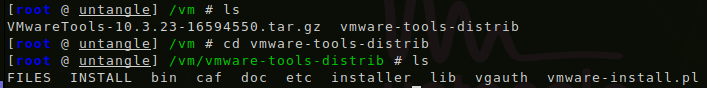 [root @ untangle] /vm # ls
VMwareTools-10.3.23-16594550.tar.gz  vmware-tools-distrib
[root @ untangle] /vm # cd vmware-tools-distrib
[root @ untangle] /vm/vmware-tools-distrib # ls
FILES  INSTALL  bin  caf  doc  etc  installer  lib  vgauth  vmware-install.pl